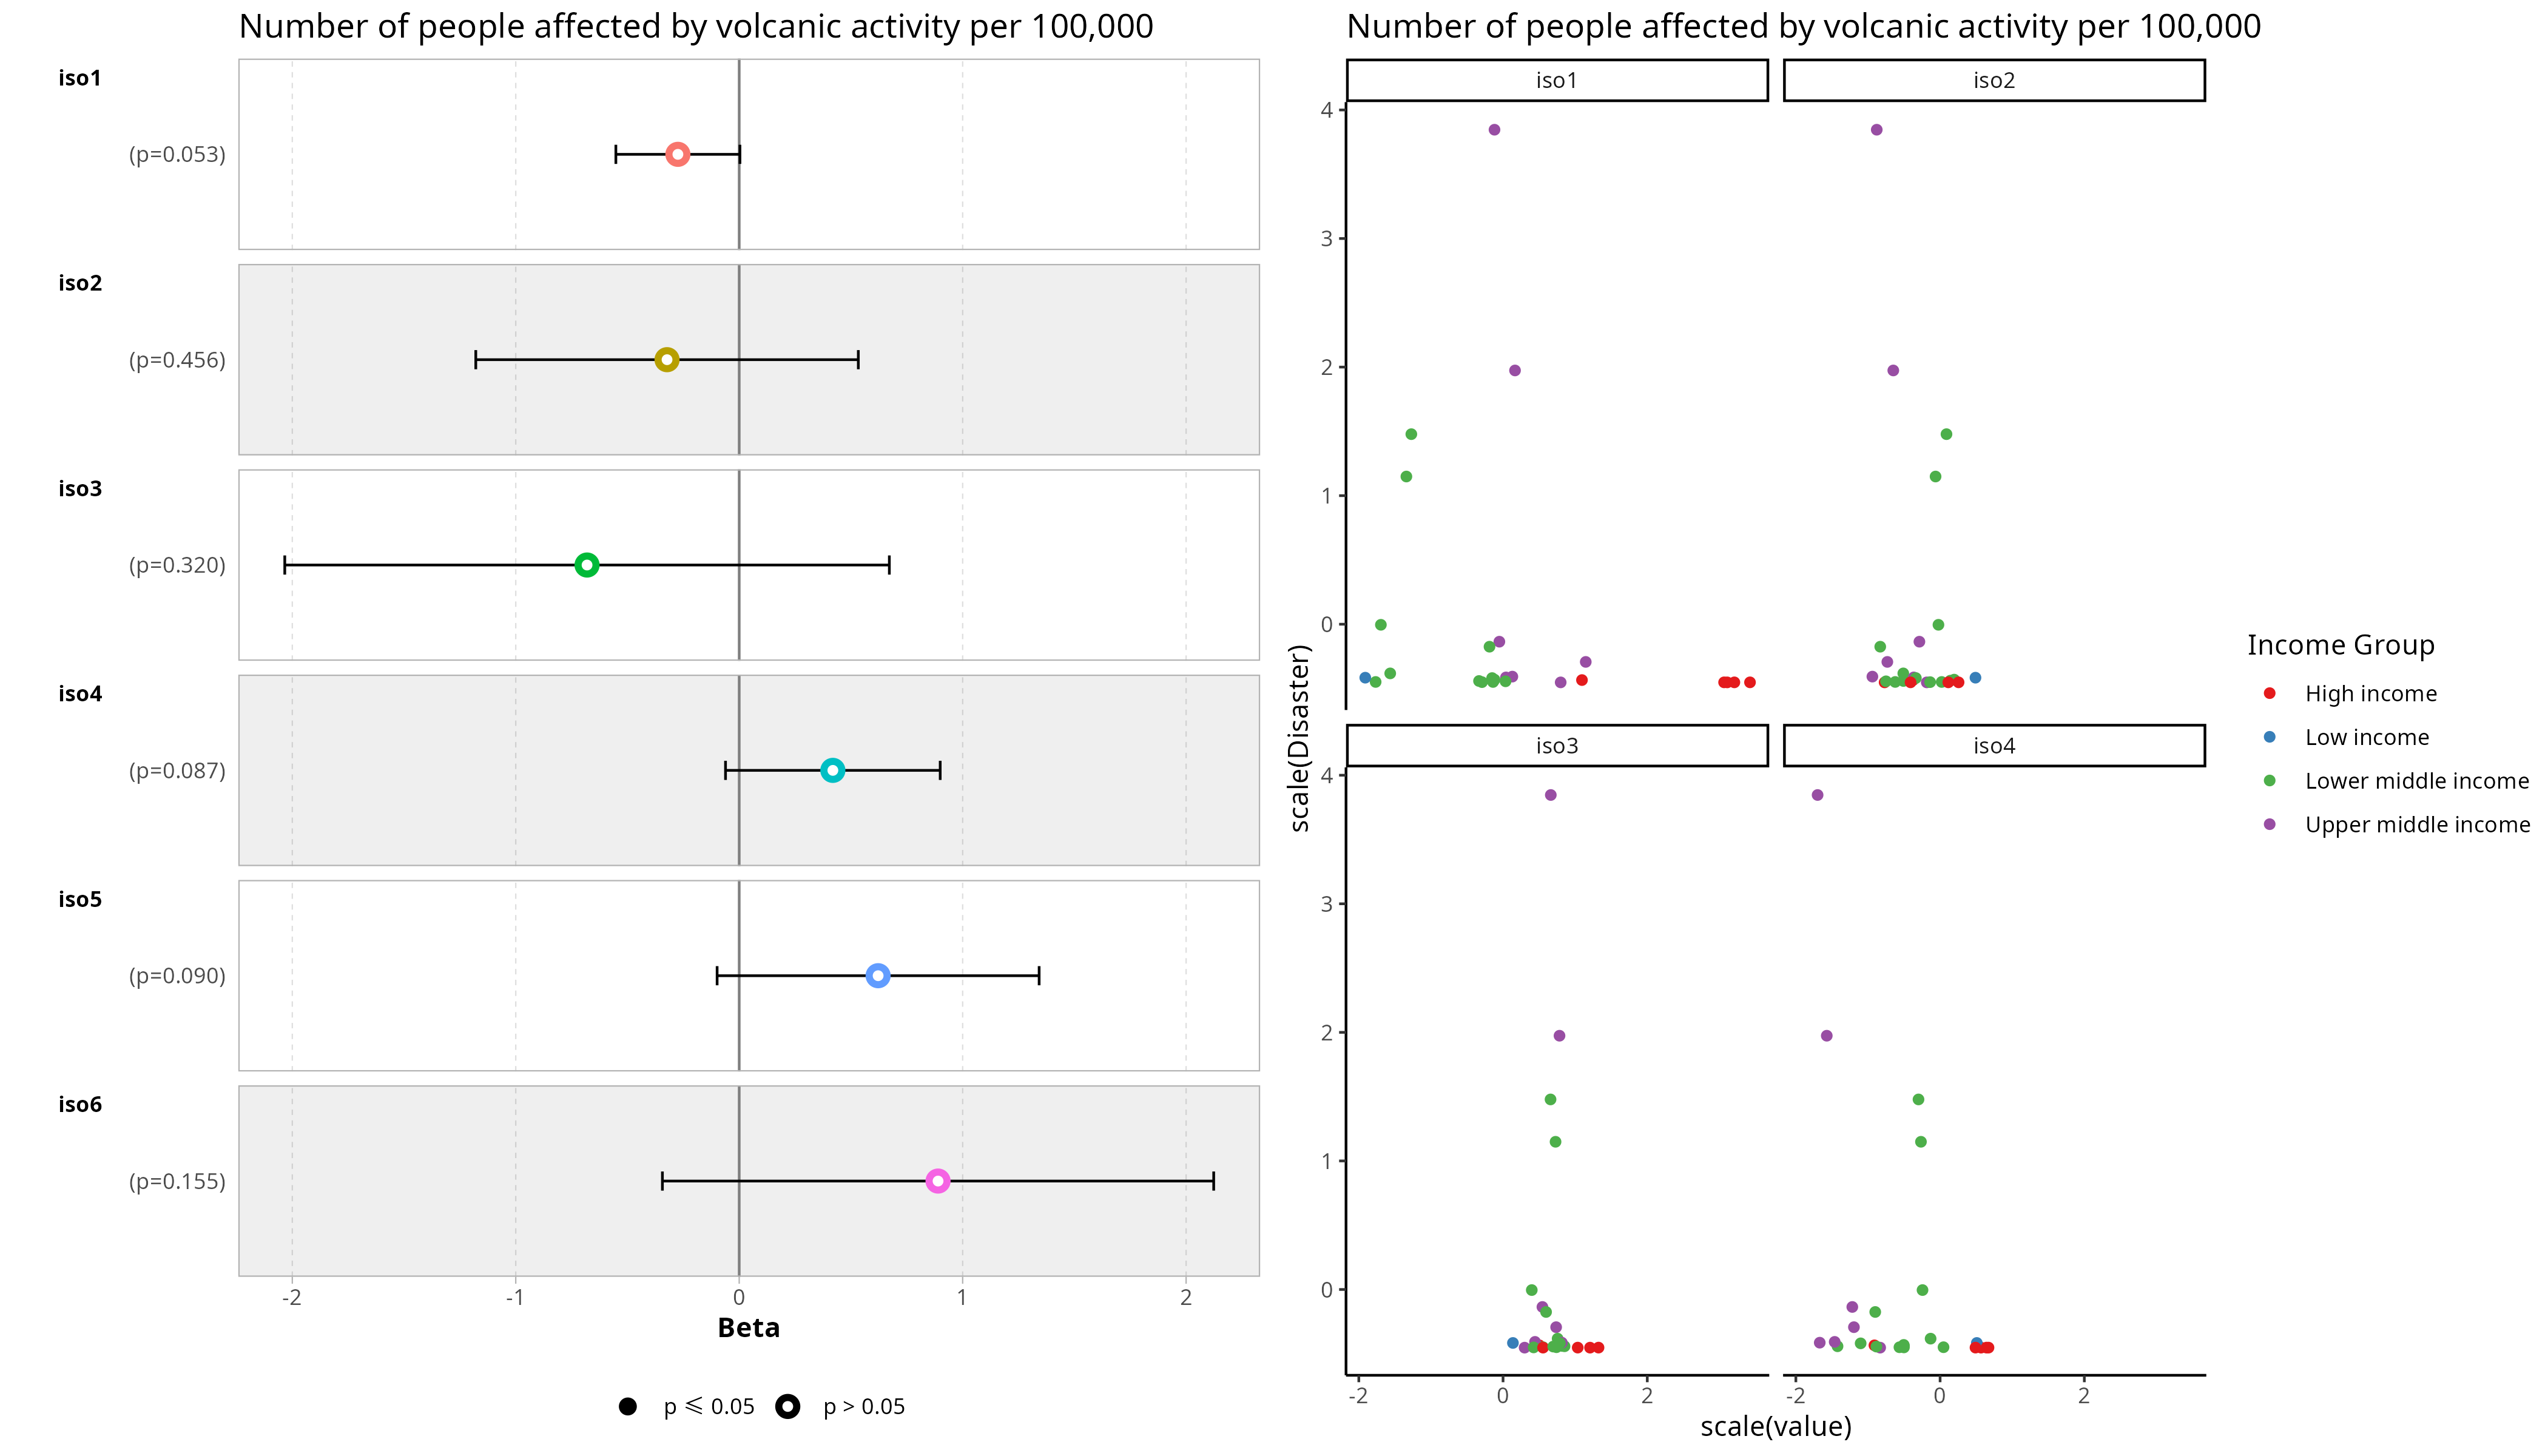 Number of people affected by volcanic activity per 100,000
iso1
(p=0.053)
iso2
(p=0.456)
iso3
(p=0.320)
iso4
(p=0.087)
iso5
(p=0.090)
iso6
(p=0.155)
-2 -1 0 1 2
Beta
p ⩽ 0.05 p > 0.05
Number of people affected by volcanic activity per 100,000
iso1 iso2
4
3
2
1
0
iso3 iso4
4
3
2
1
0
-2 0 2 -2 0 2
scale(value)
scale(Disaster)
Income Group
High income
Low income
Lower middle income
Upper middle income